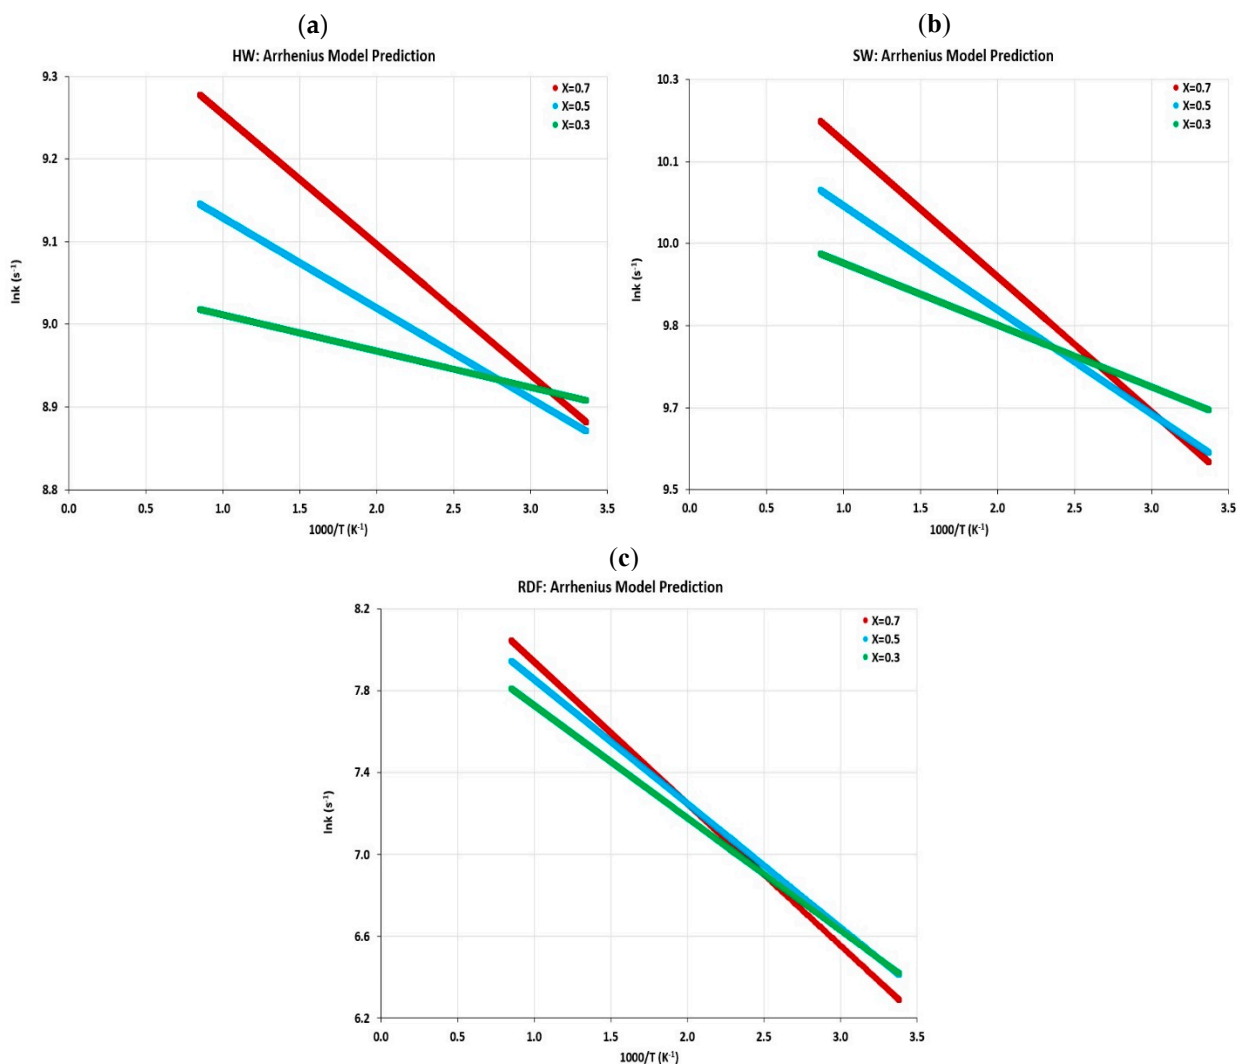 (a)
HW: Arrhenius Model Prediction
X=0.7
X=0.5
X=0.3
9.3
9.2
9.1
9.0
8.9
8.8
lnk (s⁻¹)
0.0 0.5 1.0 1.5 2.0 2.5 3.0 3.5
1000/T (K⁻¹)
(b)
SW: Arrhenius Model Prediction
X=0.7
X=0.5
X=0.3
10.3
10.1
10.0
9.8
9.7
9.5
lnk (s⁻¹)
0.0 0.5 1.0 1.5 2.0 2.5 3.0 3.5
1000/T (K⁻¹)
(c)
RDF: Arrhenius Model Prediction
X=0.7
X=0.5
X=0.3
8.2
7.8
7.4
7.0
6.6
6.2
lnk (s⁻¹)
0.0 0.5 1.0 1.5 2.0 2.5 3.0 3.5
1000/T (K⁻¹)